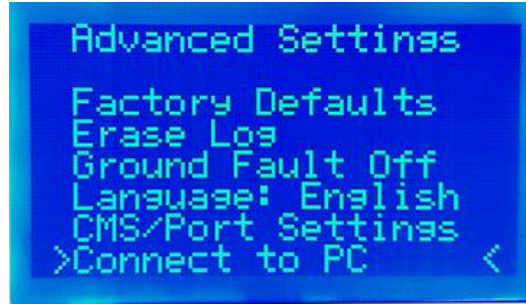 Advanced Settings
Factory Defaults
Erase Log
Ground Fault Off
Language: English
CMS/Port Settings
>Connect to PC <